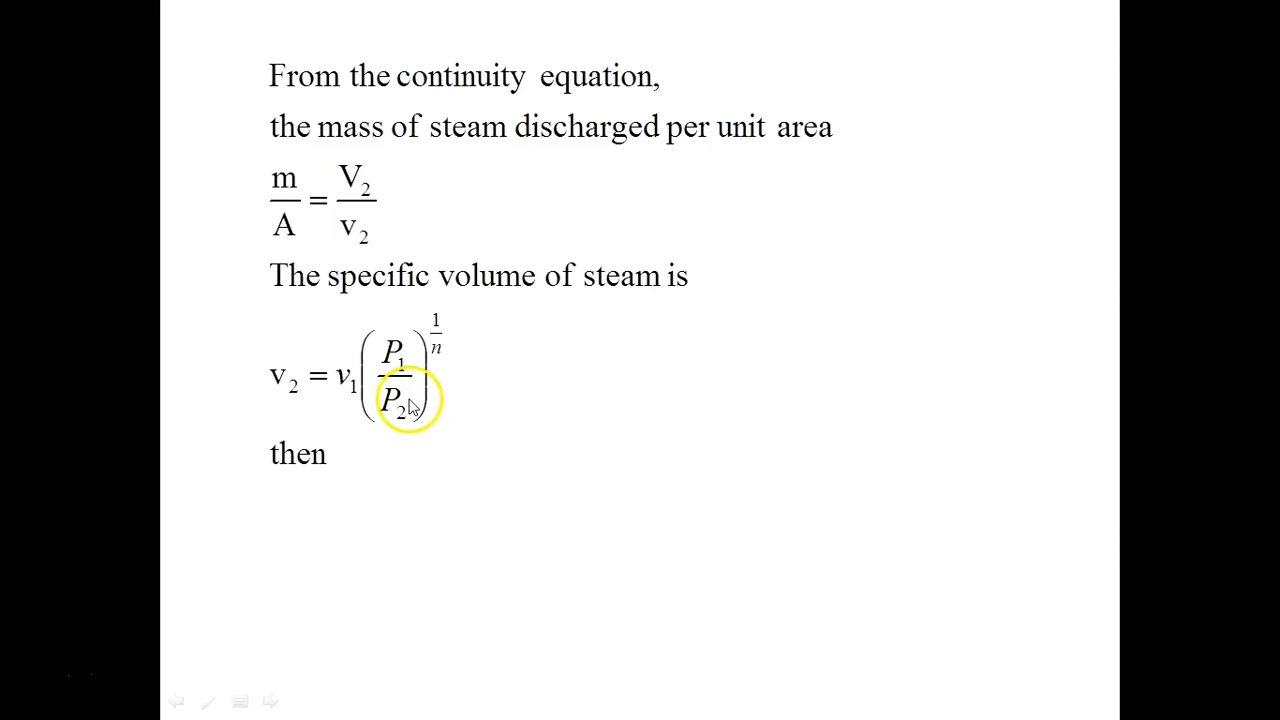 From the continuity equation,
the mass of steam discharged per unit area
m/A = V₂/v₂
The specific volume of steam is
v₂ = v₁(P₁/P₂)^(1/n)
then